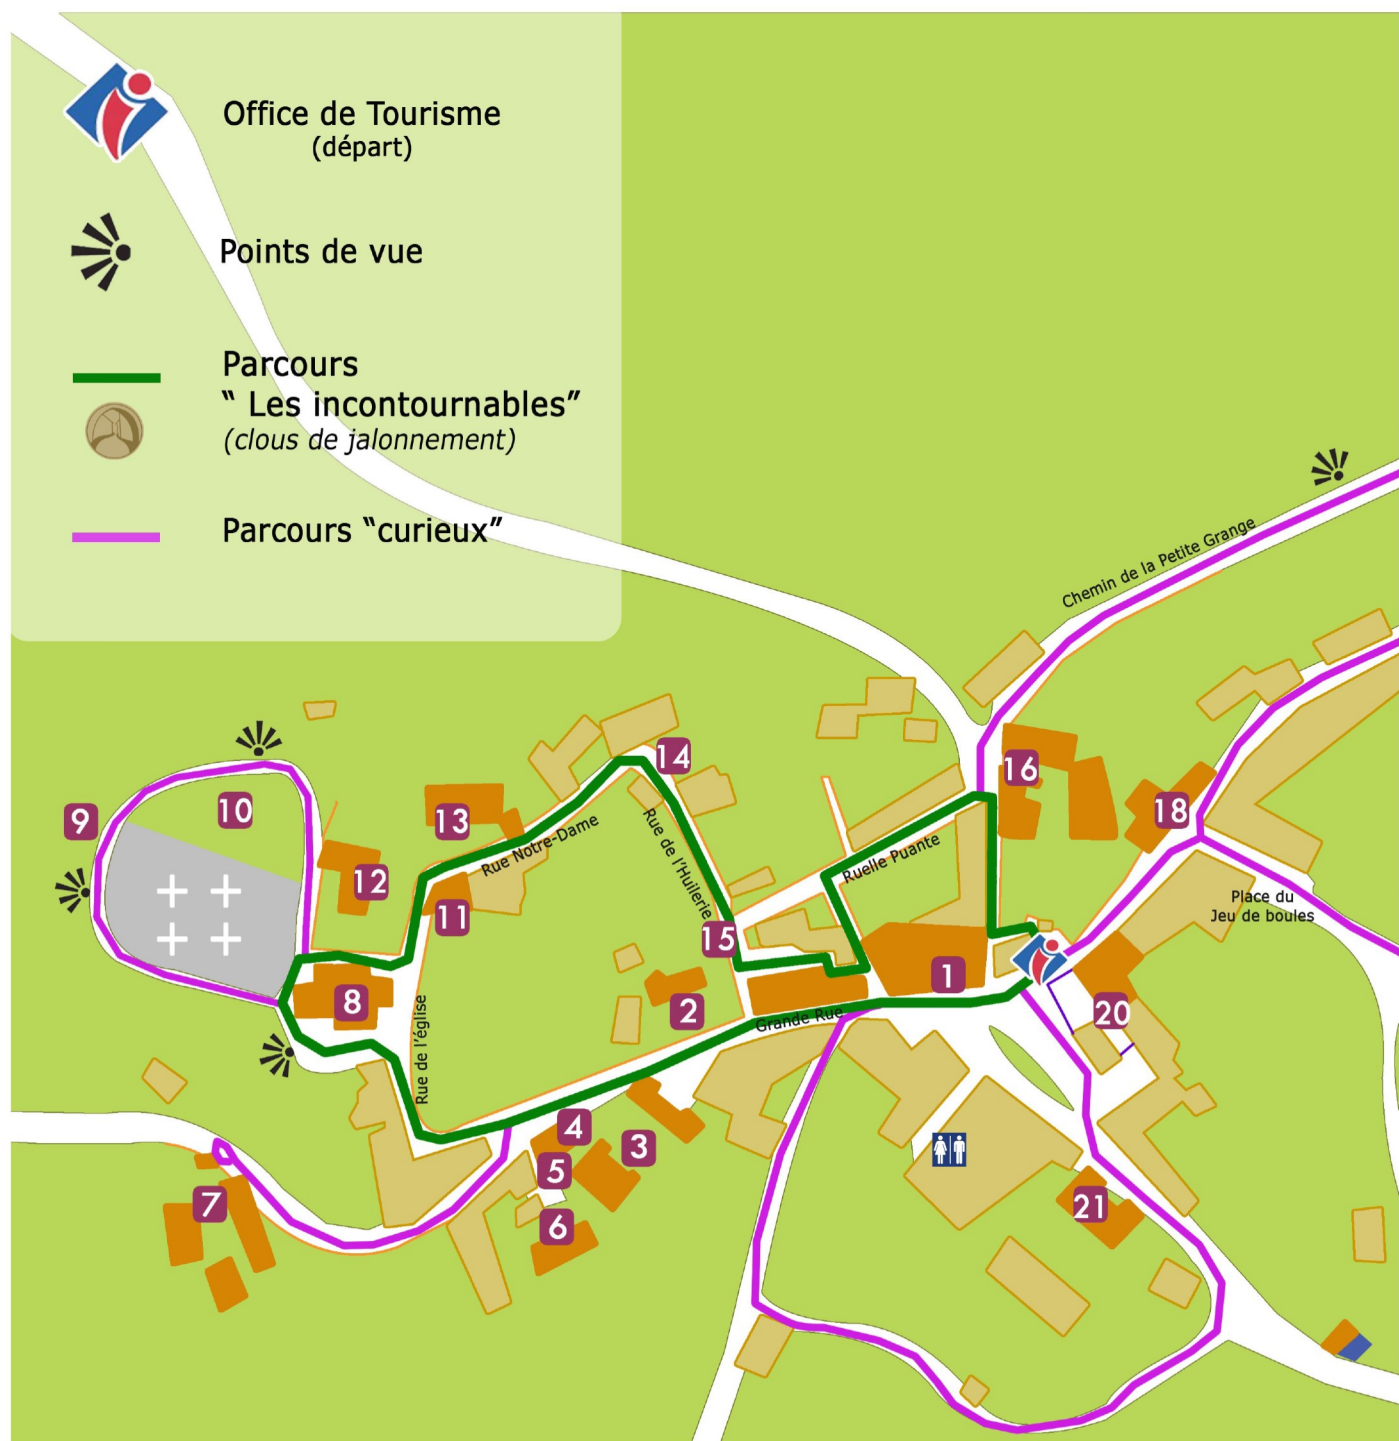 Office de Tourisme
(départ)
Points de vue
Parcours
“ Les incontournables”
(clous de jalonnement)
Parcours “curieux”
Chemin de la Petite Grange
14
16
9
10
13
18
Rue Notre-Dame
Rue de l'Huilerie
Ruelle Puante
12
11
Place du
Jeu de boules
15
1
8
2
20
Grande Rue
Rue de l'église
4
3
5
7
6
21